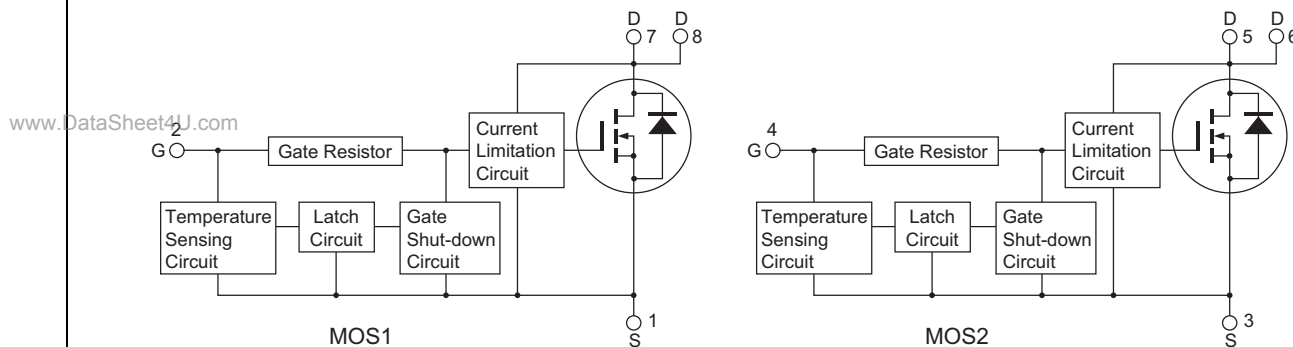 D D
7 8
www.DataSheet4U.com
2
G
Gate Resistor
Current
Limitation
Circuit
Temperature
Sensing
Circuit
Latch
Circuit
Gate
Shut-down
Circuit
1
S
MOS1
D D
5 6
4
G
Gate Resistor
Current
Limitation
Circuit
Temperature
Sensing
Circuit
Latch
Circuit
Gate
Shut-down
Circuit
3
S
MOS2